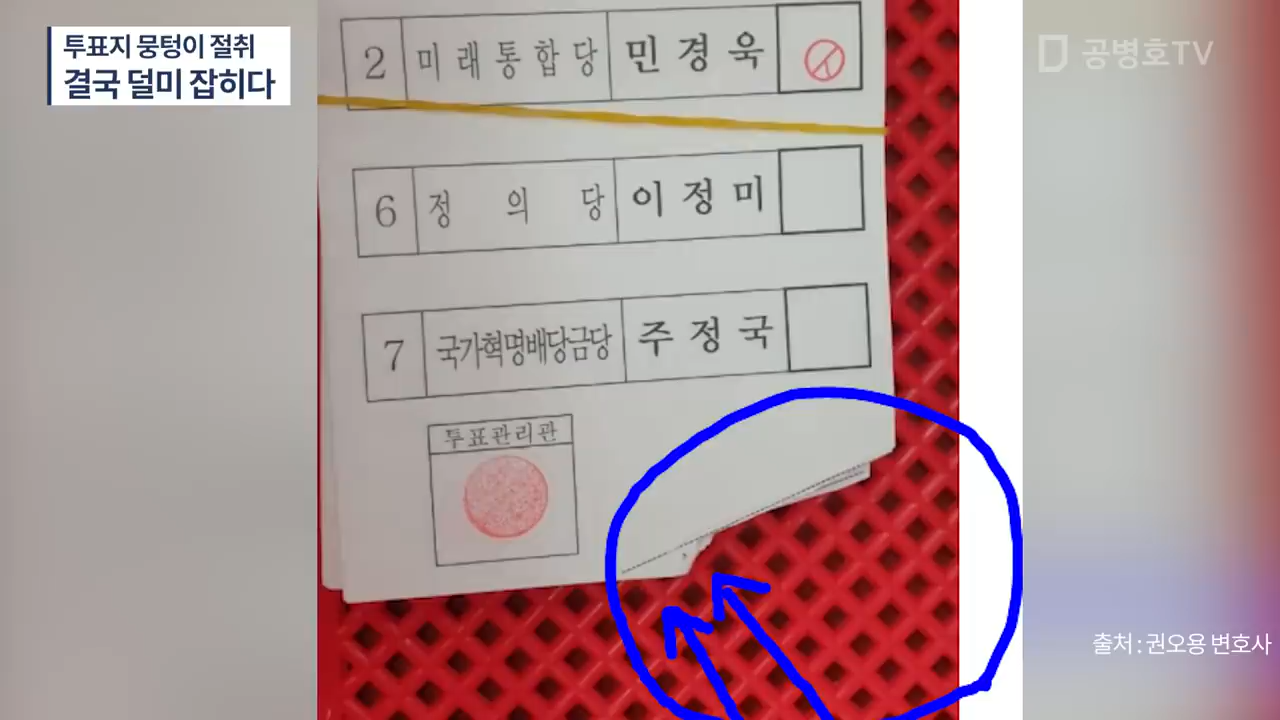 투표지 뭉텅이 절취
결국 덜미 잡히다
공병호TV
2 미래통합당 민경욱
6 정의당 이정미
7 국가혁명배당금당 주정국
투표관리관
출처 : 권오용 변호사